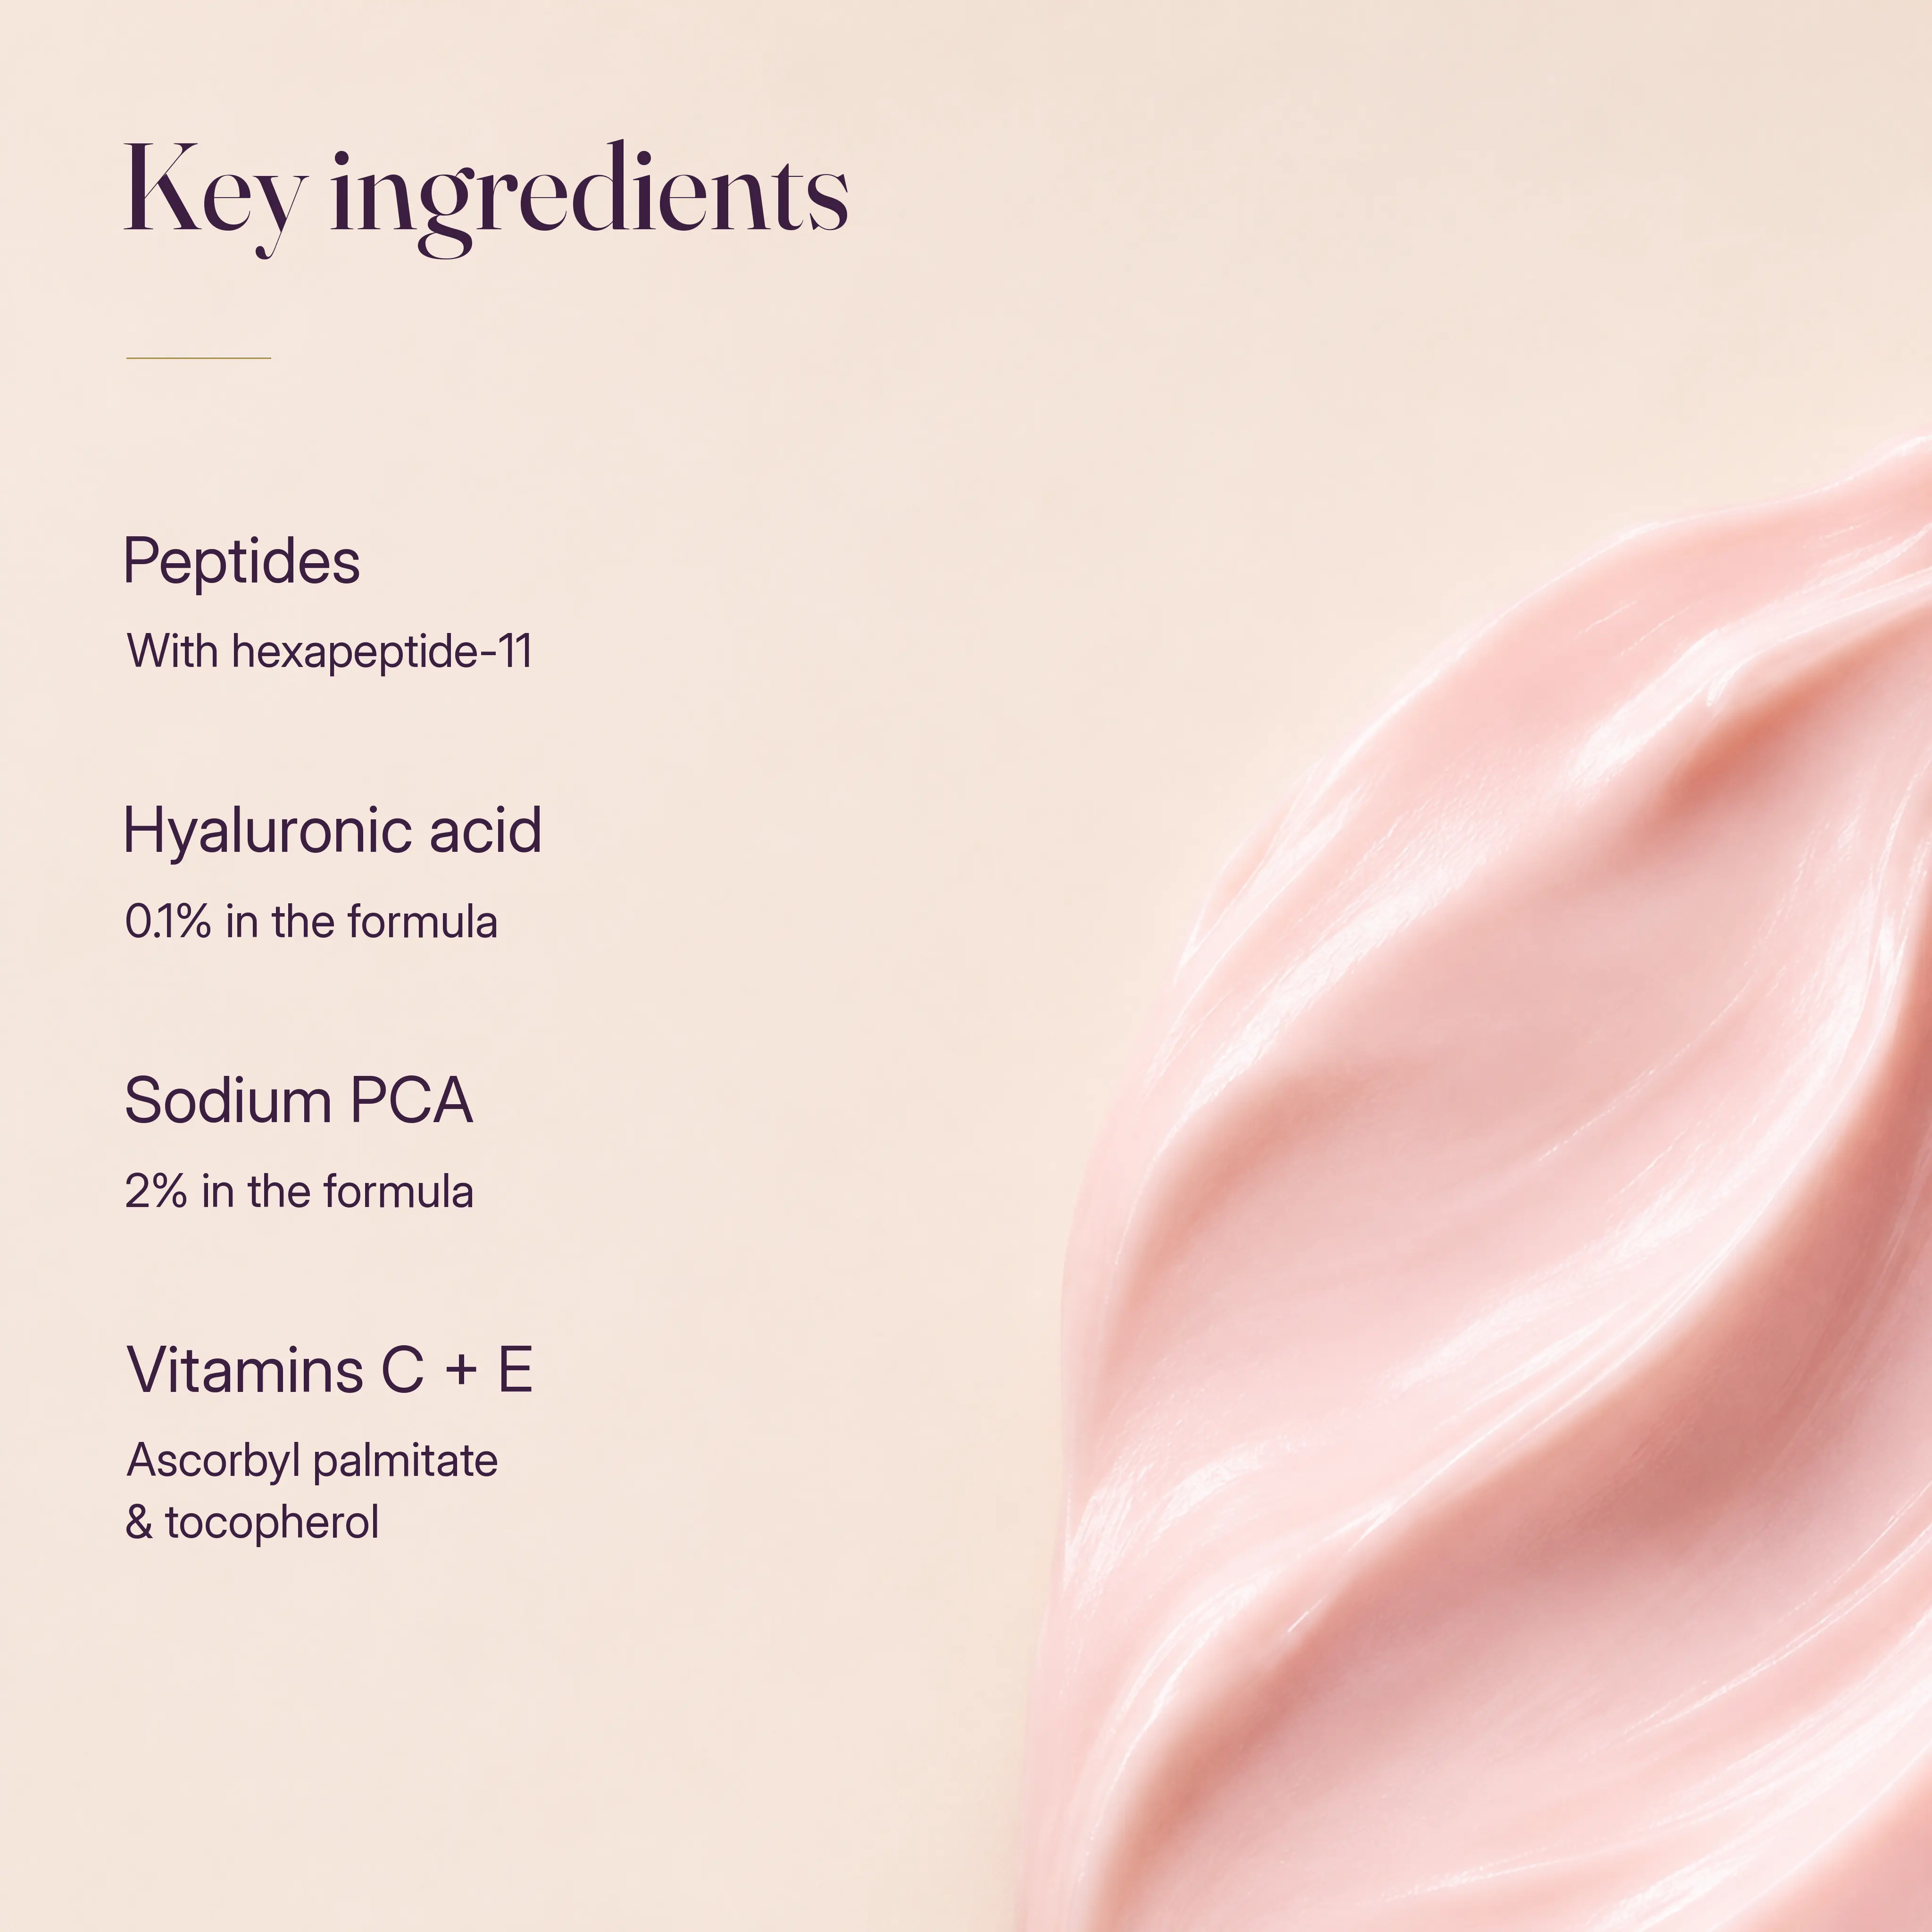 Key ingredients
Peptides
With hexapeptide-11
Hyaluronic acid
0.1% in the formula
Sodium PCA
2% in the formula
Vitamins C + E
Ascorbyl palmitate
& tocopherol